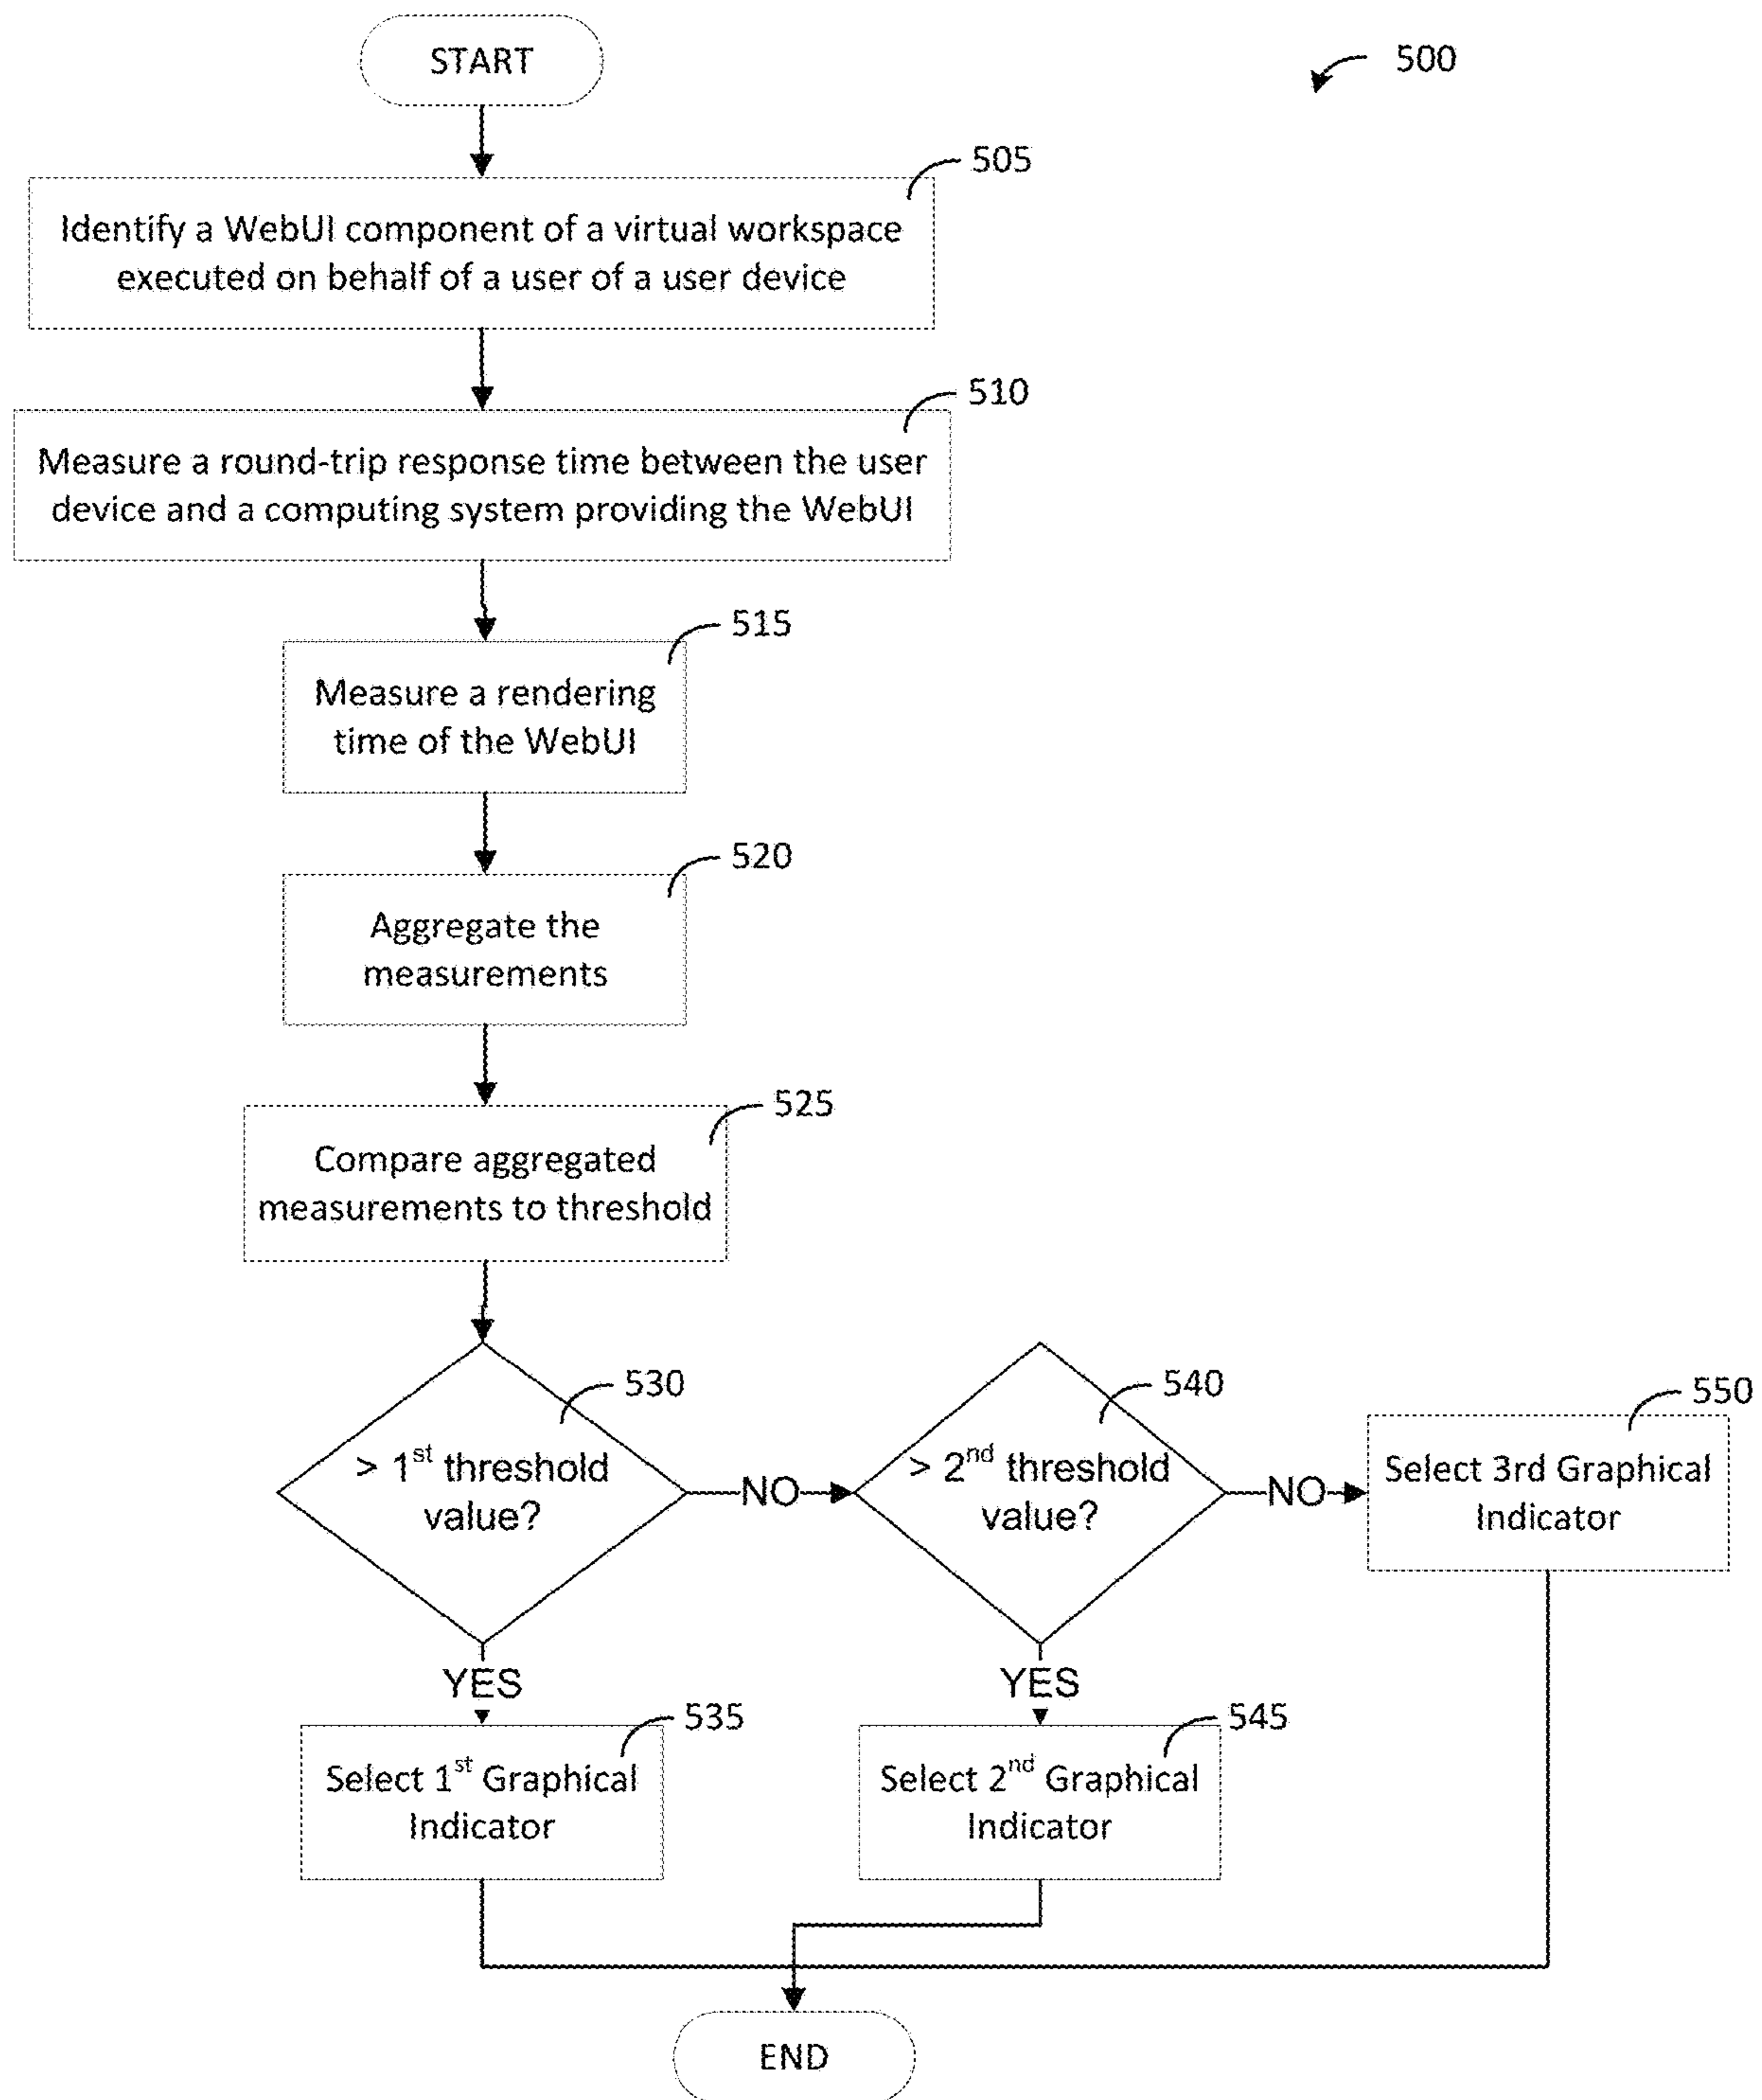 START
500
505
Identify a WebUI component of a virtual workspace
executed on behalf of a user of a user device
510
Measure a round-trip response time between the user
device and a computing system providing the WebUI
515
Measure a rendering
time of the WebUI
520
Aggregate the
measurements
525
Compare aggregated
measurements to threshold
530
> 1st threshold
value?
NO
540
> 2nd threshold
value?
NO
550
Select 3rd Graphical
Indicator
YES
YES
535
Select 1st Graphical
Indicator
545
Select 2nd Graphical
Indicator
END